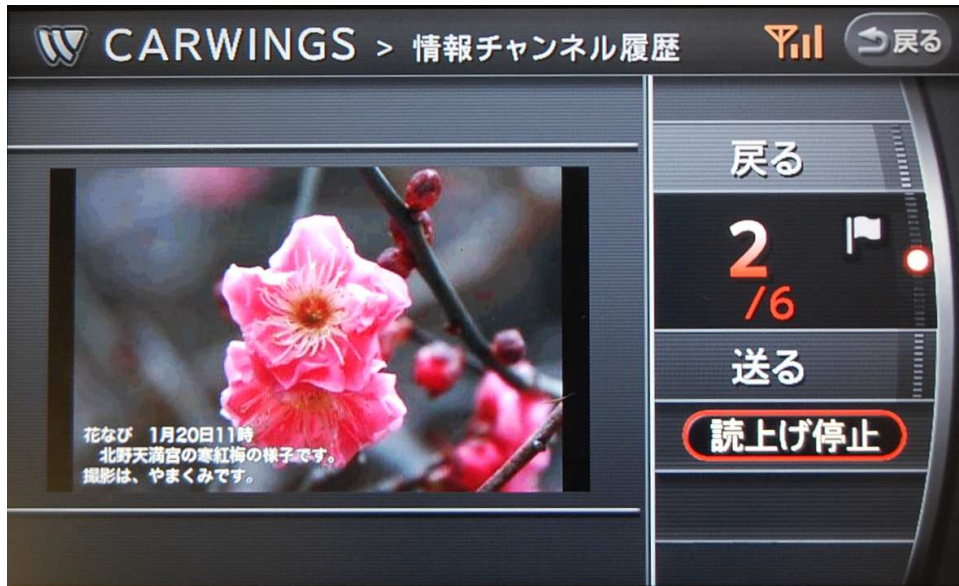 CARWINGS > 情報チャンネル履歴
戻る
戻る
2
/6
送る
読上げ停止
花なび 1月20日11時
北野天満宮の寒紅梅の様子です。
撮影は、やまくみです。